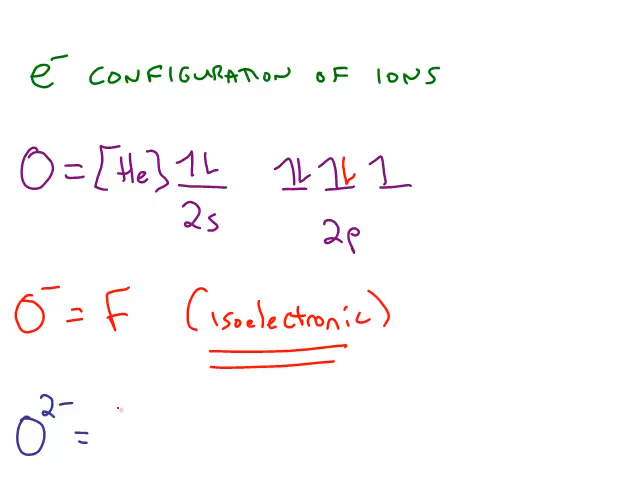 e⁻ CONFIGURATION OF IONS
O = [He] 1L 1L 1L 1
2s 2p
O⁻ = F (isoelectronic)
O²⁻ =